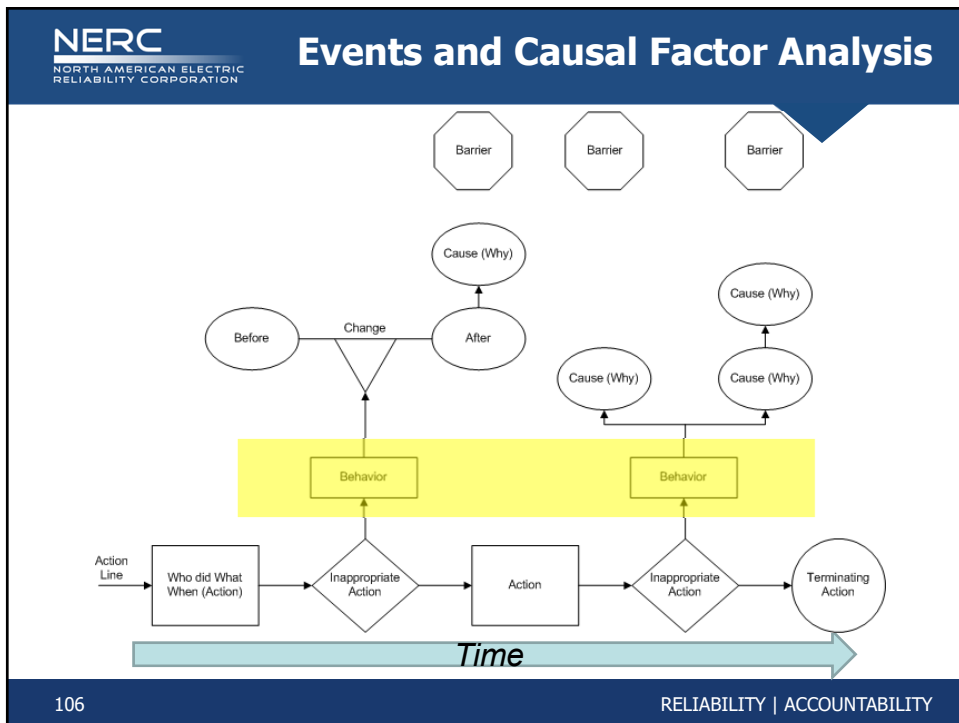 NERC
NORTH AMERICAN ELECTRIC
RELIABILITY CORPORATION
Events and Causal Factor Analysis
Barrier
Barrier
Barrier
Cause (Why)
Cause (Why)
Before
Change
After
Cause (Why)
Cause (Why)
Behavior
Behavior
Action
Line
Who did What
When (Action)
Inappropriate
Action
Action
Inappropriate
Action
Terminating
Action
Time
106
RELIABILITY | ACCOUNTABILITY